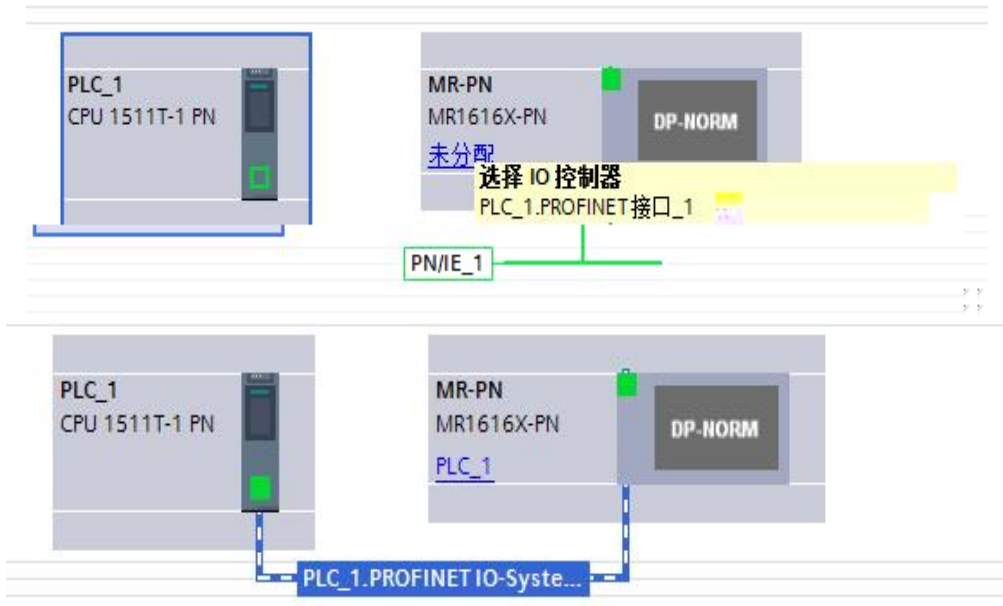 PLC_1
CPU 1511T-1 PN
MR-PN
MR1616X-PN
未分配
DP-NORM
选择 IO 控制器
PLC_1.PROFINET接口_1
PN/IE_1
PLC_1
CPU 1511T-1 PN
MR-PN
MR1616X-PN
PLC_1
DP-NORM
PLC_1.PROFINET IO-Syste...